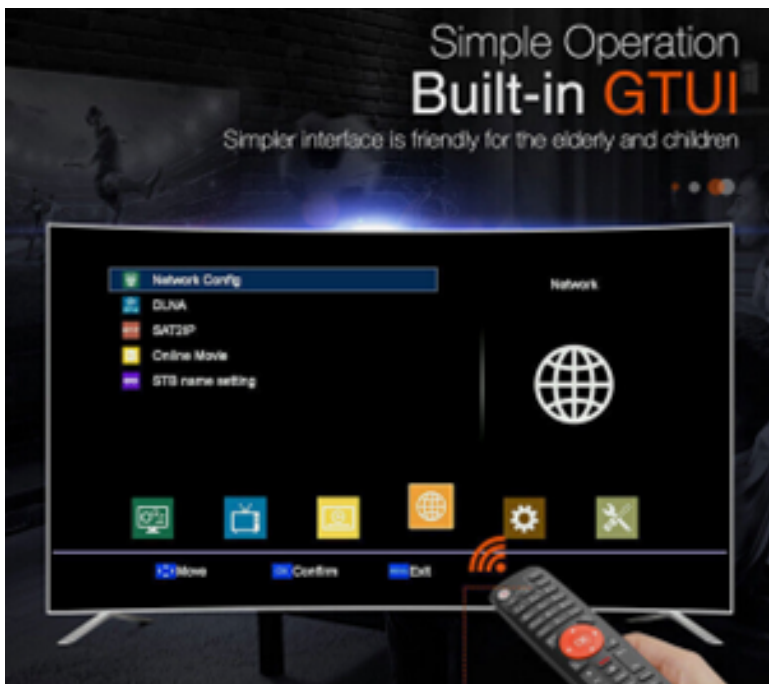 Simple Operation
Built-in GTUI
Simpler interface is friendly for the elderly and children
Network Config
Network
DLNA
SAT2IP
Online Movie
STB name setting
Move
OK Confirm
Exit